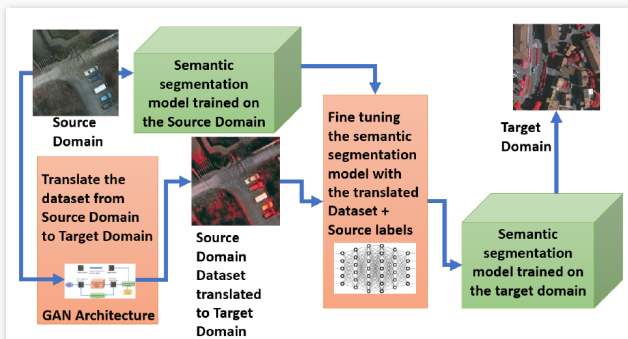 Source
Domain
Semantic
segmentation
model trained on
the Source Domain
Translate the
dataset from
Source Domain
to Target Domain
GAN Architecture
Source
Domain
Dataset
translated
to Target
Domain
Fine tuning
the semantic
segmentation
model with
the translated
Dataset +
Source labels
Target
Domain
Semantic
segmentation
model trained on
the target domain